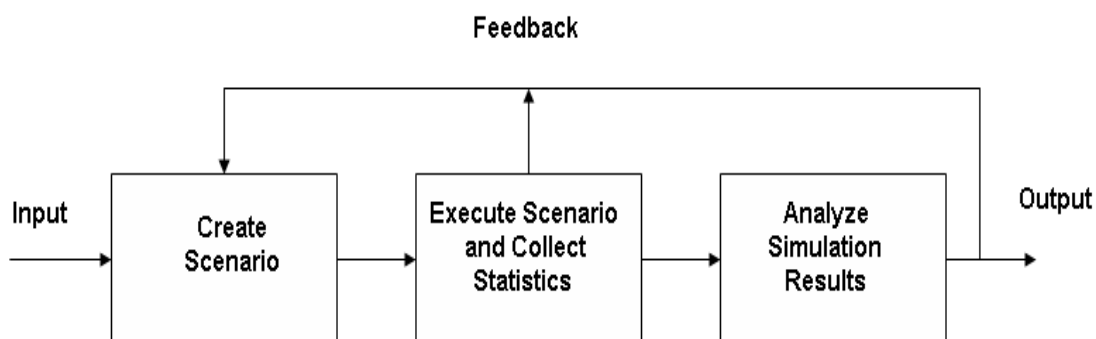 Feedback
Input
Create
Scenario
Execute Scenario
and Collect
Statistics
Analyze
Simulation
Results
Output